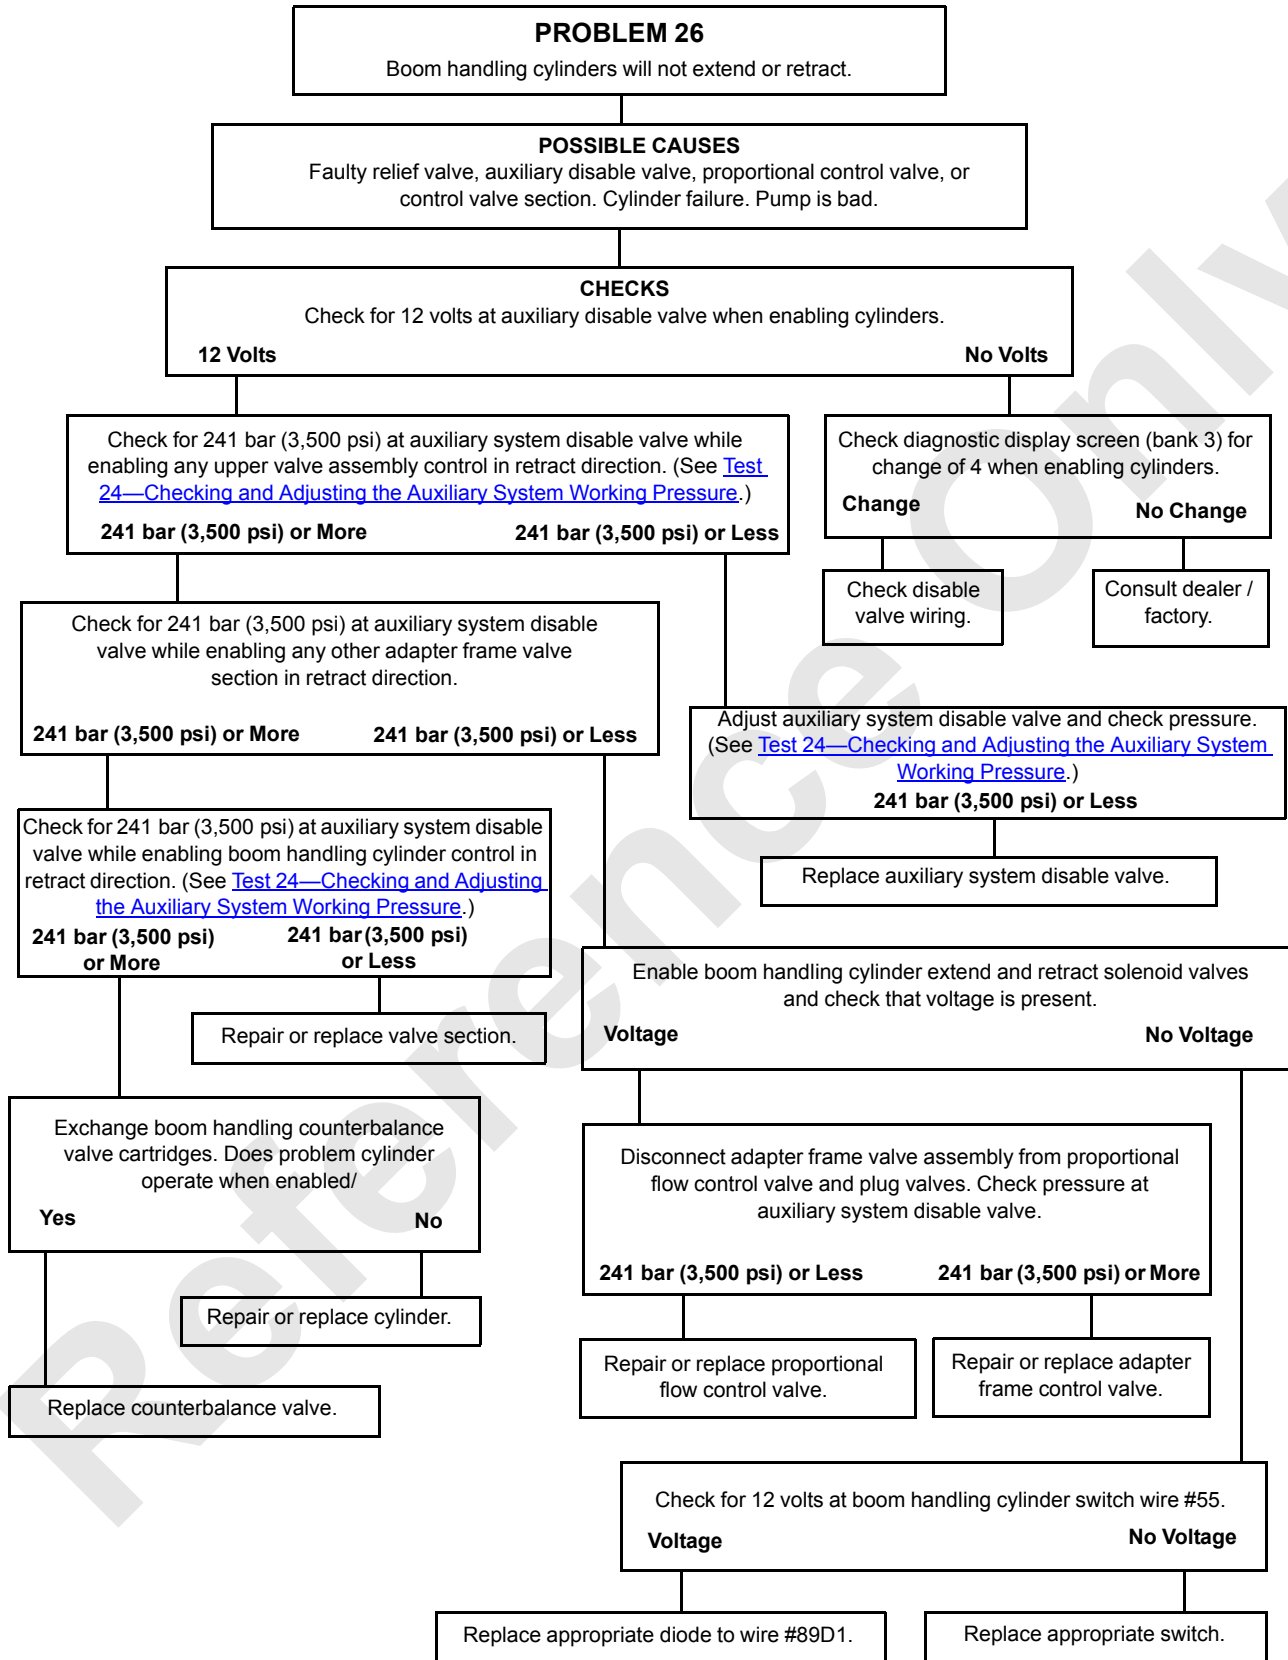 PROBLEM 26
Boom handling cylinders will not extend or retract.
POSSIBLE CAUSES
Faulty relief valve, auxiliary disable valve, proportional control valve, or
control valve section. Cylinder failure. Pump is bad.
CHECKS
Check for 12 volts at auxiliary disable valve when enabling cylinders.
12 Volts
No Volts
Check for 241 bar (3,500 psi) at auxiliary system disable valve while
enabling any upper valve assembly control in retract direction. (See Test
24—Checking and Adjusting the Auxiliary System Working Pressure.)
241 bar (3,500 psi) or More
241 bar (3,500 psi) or Less
Check diagnostic display screen (bank 3) for
change of 4 when enabling cylinders.
Change
No Change
Check disable
valve wiring.
Consult dealer /
factory.
Check for 241 bar (3,500 psi) at auxiliary system disable
valve while enabling any other adapter frame valve
section in retract direction.
241 bar (3,500 psi) or More
241 bar (3,500 psi) or Less
Adjust auxiliary system disable valve and check pressure.
(See Test 24—Checking and Adjusting the Auxiliary System
Working Pressure.)
241 bar (3,500 psi) or Less
Replace auxiliary system disable valve.
Check for 241 bar (3,500 psi) at auxiliary system disable
valve while enabling boom handling cylinder control in
retract direction. (See Test 24—Checking and Adjusting
the Auxiliary System Working Pressure.)
241 bar (3,500 psi)
or More
241 bar (3,500 psi)
or Less
Repair or replace valve section.
Enable boom handling cylinder extend and retract solenoid valves
and check that voltage is present.
Voltage
No Voltage
Exchange boom handling counterbalance
valve cartridges. Does problem cylinder
operate when enabled/
Yes
No
Repair or replace cylinder.
Replace counterbalance valve.
Disconnect adapter frame valve assembly from proportional
flow control valve and plug valves. Check pressure at
auxiliary system disable valve.
241 bar (3,500 psi) or Less
241 bar (3,500 psi) or More
Repair or replace proportional
flow control valve.
Repair or replace adapter
frame control valve.
Check for 12 volts at boom handling cylinder switch wire #55.
Voltage
No Voltage
Replace appropriate diode to wire #89D1.
Replace appropriate switch.
Reference Only